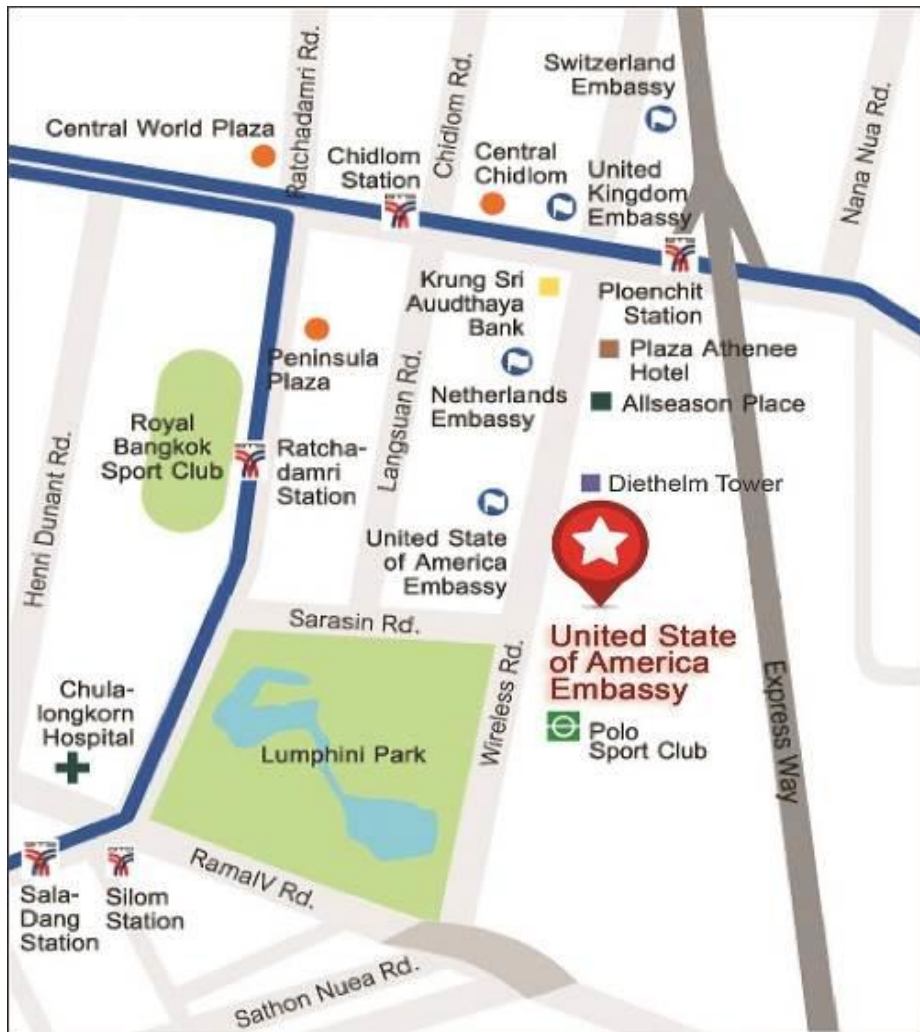 Switzerland
Embassy
Central World Plaza
Ratchadamri Rd.
Chidlom
Station
Chidlom Rd.
Central
Chidlom
United
Kingdom
Embassy
Nana Nua Rd.
Krung Sri
Auudthaya
Bank
Ploenchit
Station
Peninsula
Plaza
Plaza Athenee
Hotel
Netherlands
Embassy
Allseason Place
Langsuan Rd.
Royal
Bangkok
Sport Club
Ratcha-
damri
Station
Henri Dunant Rd.
Diethelm Tower
United State
of America
Embassy
Sarasin Rd.
United State
of America
Embassy
Wireless Rd.
Express Way
Chula-
longkorn
Hospital
Lumphini Park
Polo
Sport Club
RamaIV Rd.
Sala-
Dang
Station
Silom
Station
Sathon Nuea Rd.